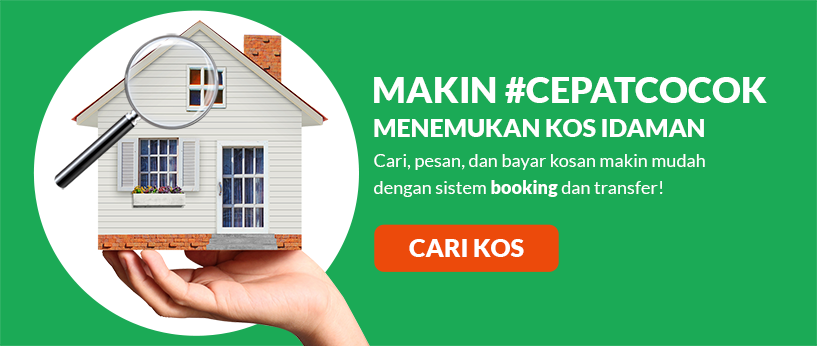 MAKIN #CEPATCOCOK
MENEMUKAN KOS IDAMAN
Cari, pesan, dan bayar kosan makin mudah
dengan sistem booking dan transfer!
CARI KOS